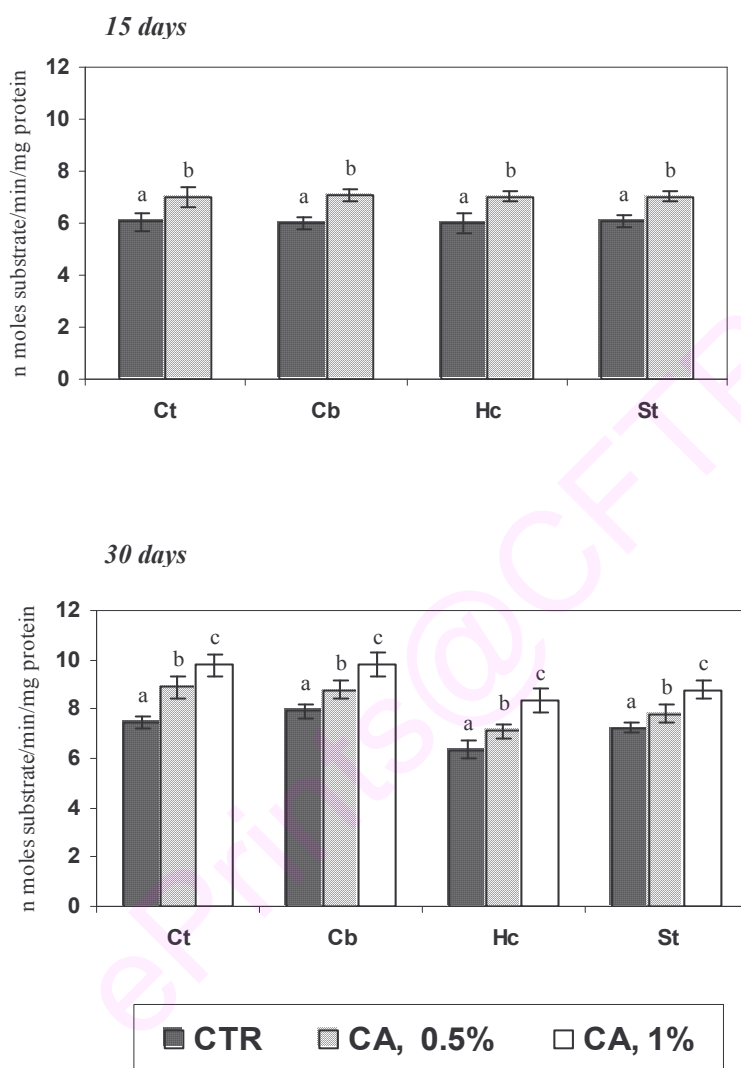 15 days
n moles substrate/min/mg protein
12
10
8
6
4
2
0
a b a b a b a b
Ct Cb Hc St
30 days
n moles substrate/min/mg protein
12
10
8
6
4
2
0
a b c a b c a b c a b c
Ct Cb Hc St
CTR CA, 0.5% CA, 1%
ePrints@CFTR